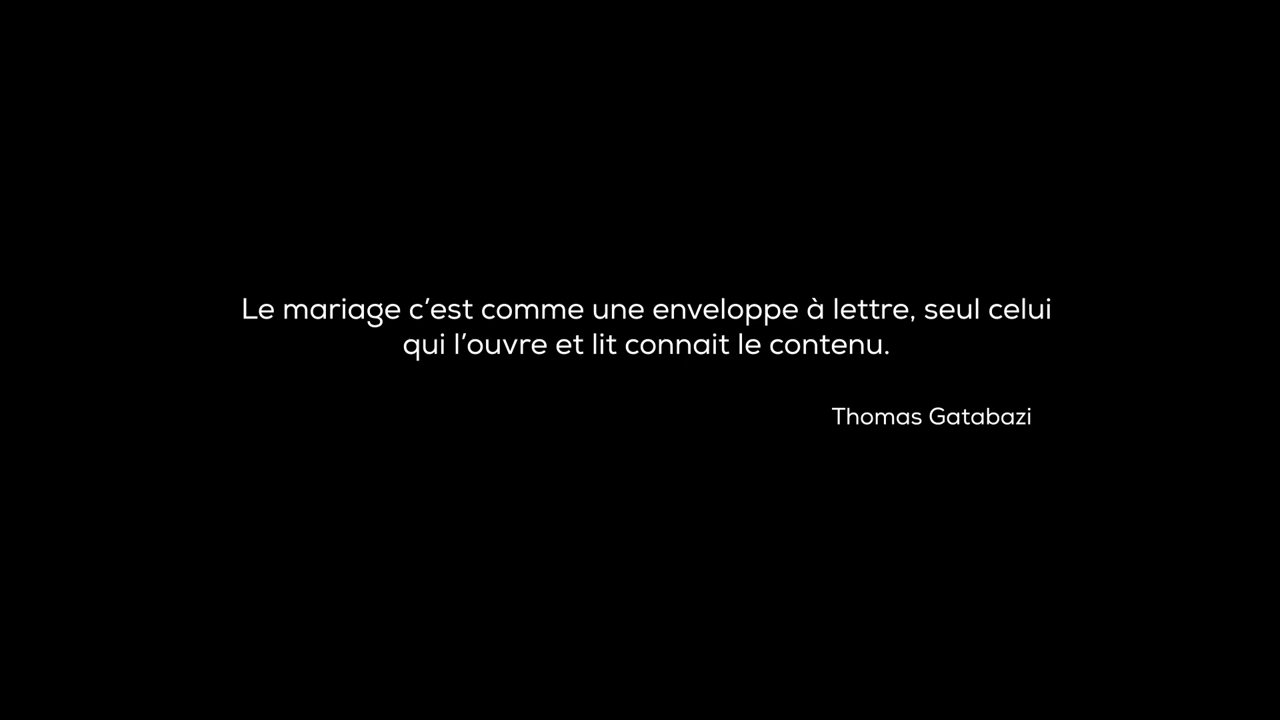 Le mariage c’est comme une enveloppe à lettre, seul celui
qui l’ouvre et lit connait le contenu.
Thomas Gatabazi